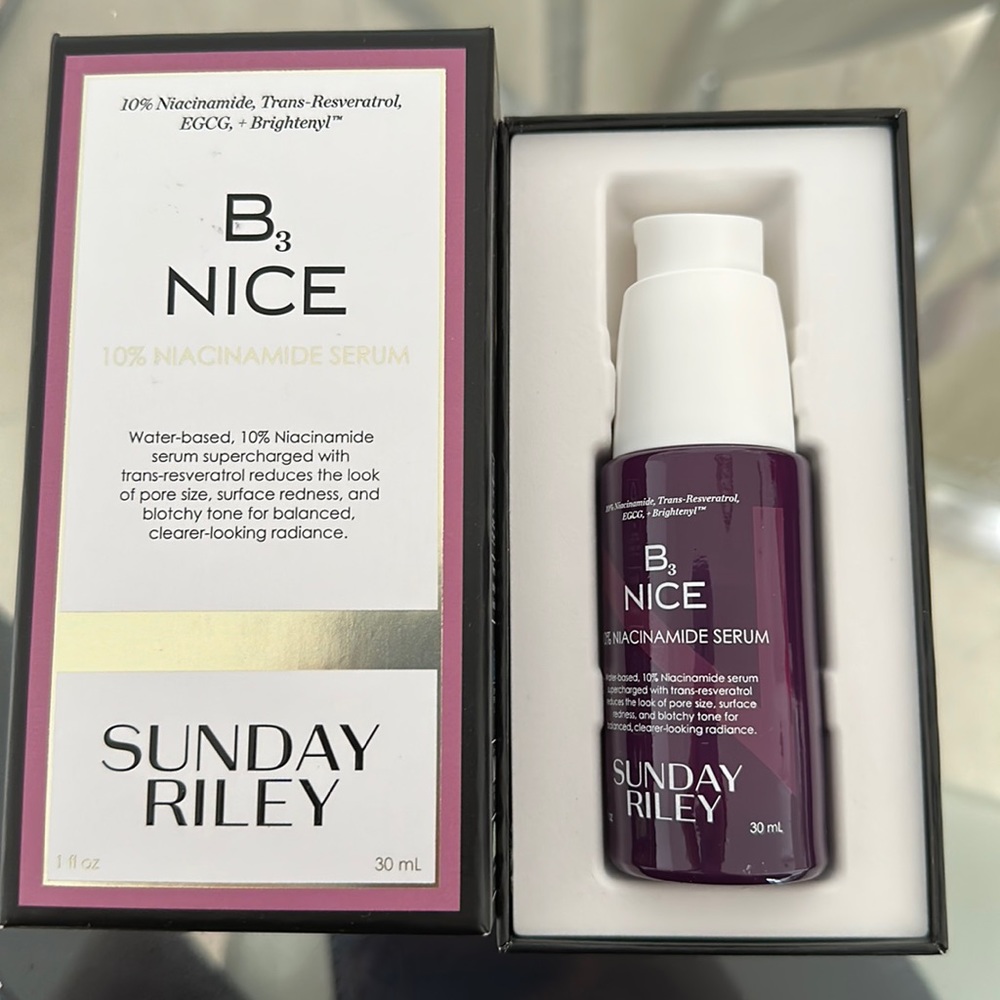 10% Niacinamide, Trans-Resveratrol,
EGCG, + Brightenyl™
B₃
NICE
10% NIACINAMIDE SERUM
Water-based, 10% Niacinamide
serum supercharged with
trans-resveratrol reduces the look
of pore size, surface redness, and
blotchy tone for balanced,
clearer-looking radiance.
SUNDAY
RILEY
1 fl oz
30 mL
10% Niacinamide, Trans-Resveratrol,
EGCG, + Brightenyl™
B₃
NICE
NIACINAMIDE SERUM
Water-based, 10% Niacinamide serum
supercharged with trans-resveratrol
reduces the look of pore size, surface
redness, and blotchy tone for
balanced, clearer-looking radiance.
SUNDAY
RILEY
30 mL